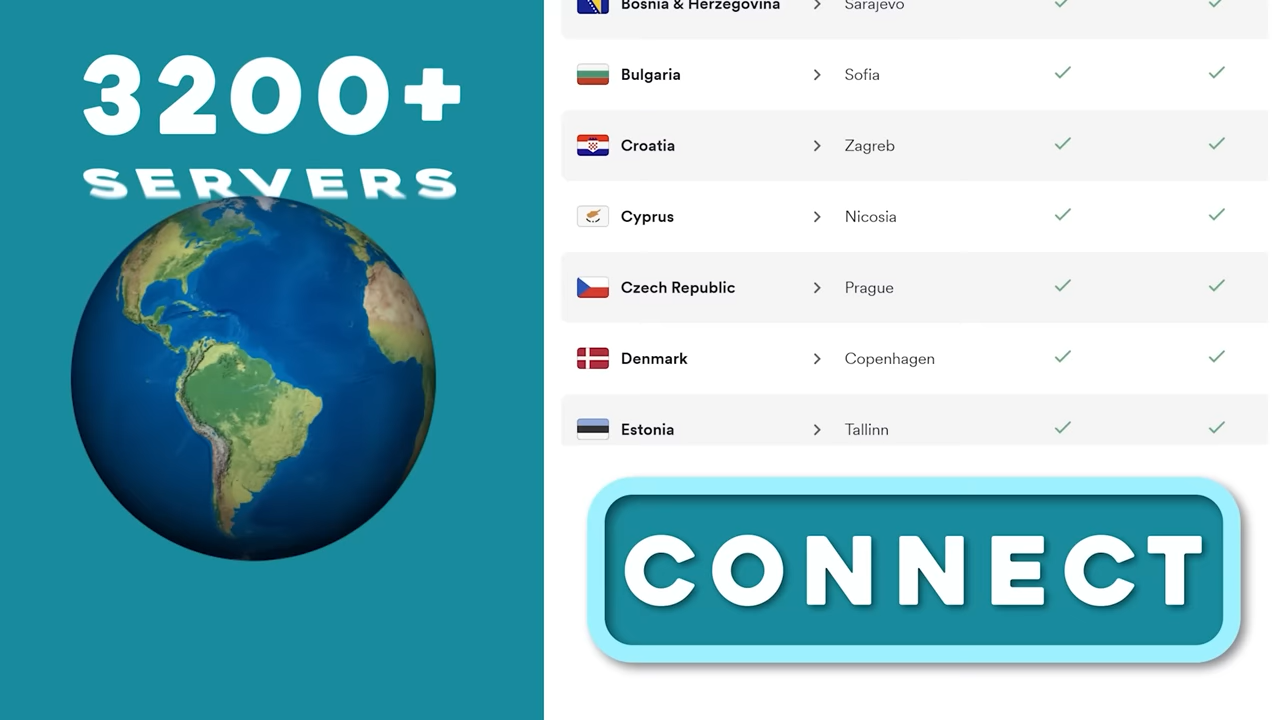 3200+
SERVERS
Bosnia & Herzegovina > Sarajevo
Bulgaria > Sofia
Croatia > Zagreb
Cyprus > Nicosia
Czech Republic > Prague
Denmark > Copenhagen
Estonia > Tallinn
CONNECT